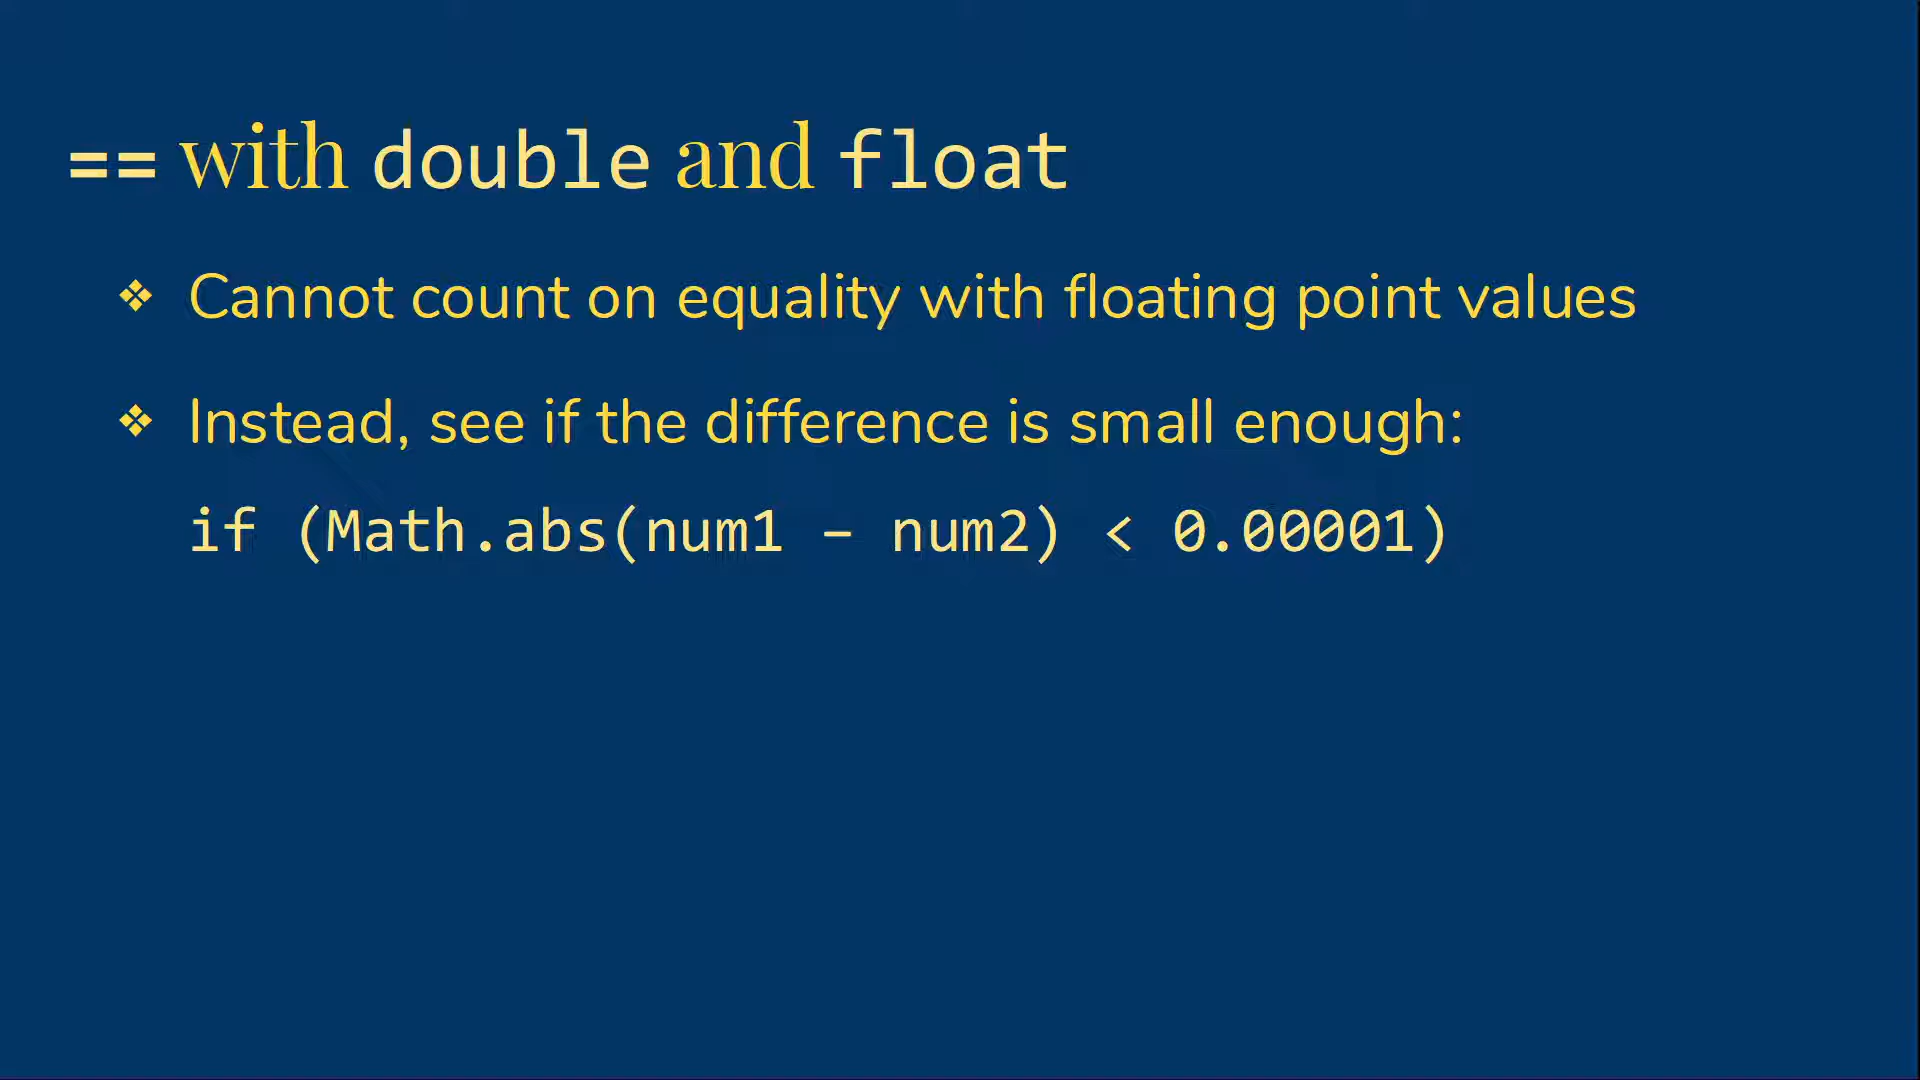 == with double and float
❖ Cannot count on equality with floating point values
❖ Instead, see if the difference is small enough:
if (Math.abs(num1 – num2) < 0.00001)